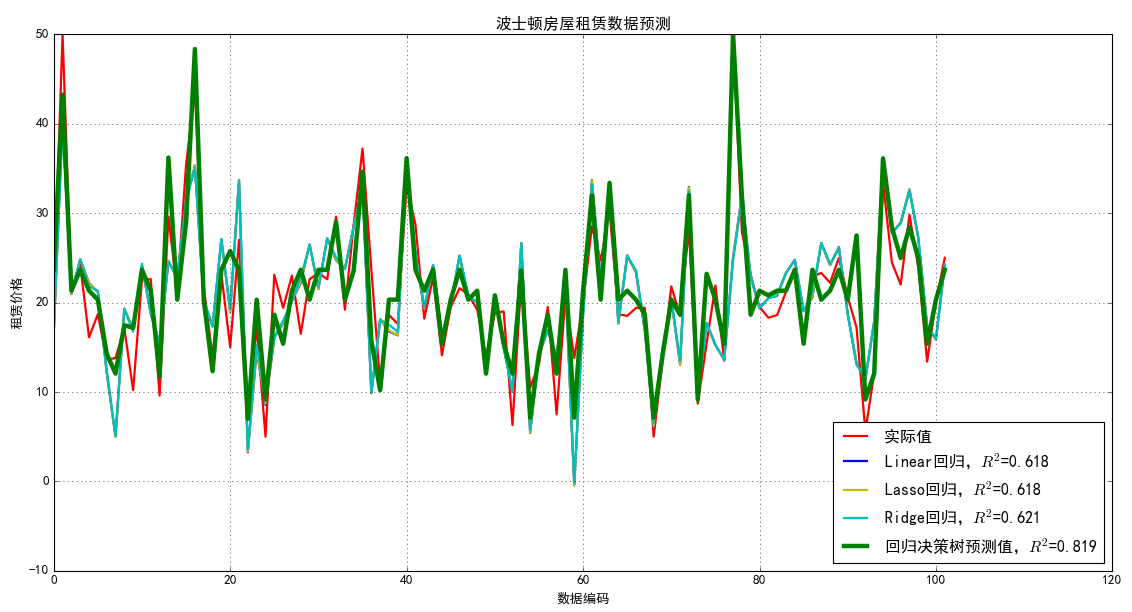 波士顿房屋租赁数据预测
50
40
30
20
10
0
−10
租赁价格
0 20 40 60 80 100 120
数据编码
实际值
Linear回归，R²=0.618
Lasso回归，R²=0.618
Ridge回归，R²=0.621
回归决策树预测值，R²=0.819